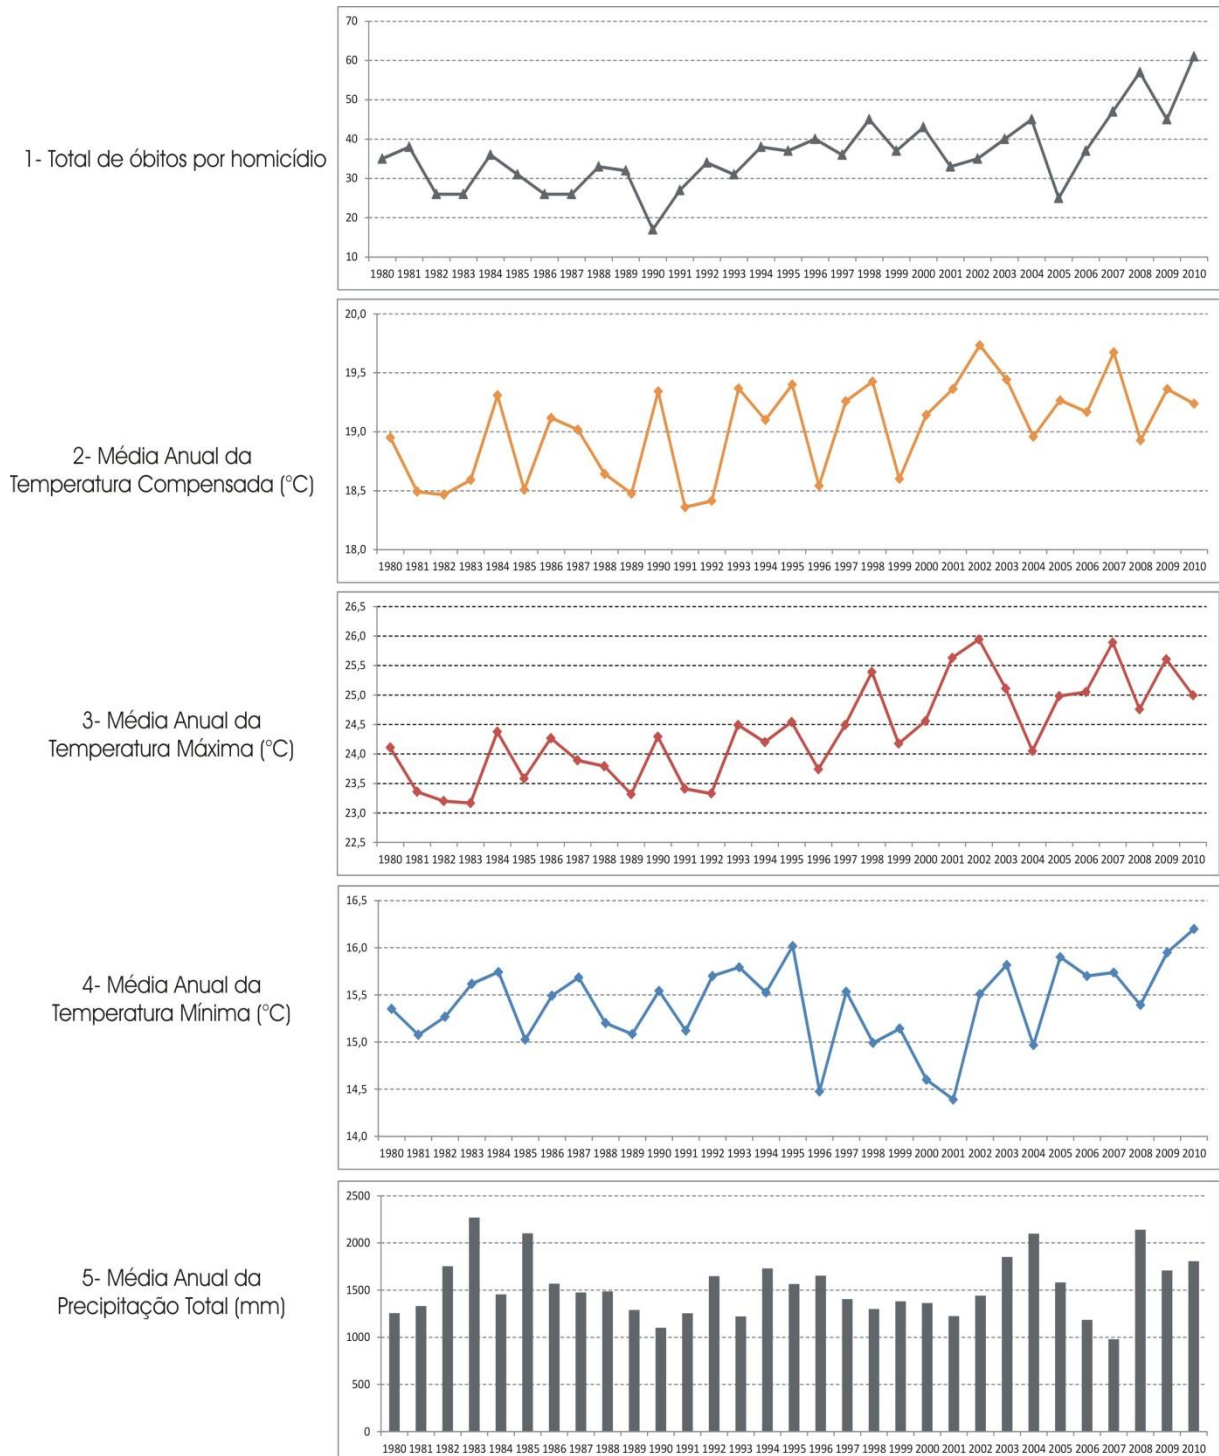 1- Total de óbitos por homicídio
70
60
50
40
30
20
10
1980 1981 1982 1983 1984 1985 1986 1987 1988 1989 1990 1991 1992 1993 1994 1995 1996 1997 1998 1999 2000 2001 2002 2003 2004 2005 2006 2007 2008 2009 2010
2- Média Anual da
Temperatura Compensada (°C)
20,0
19,5
19,0
18,5
18,0
1980 1981 1982 1983 1984 1985 1986 1987 1988 1989 1990 1991 1992 1993 1994 1995 1996 1997 1998 1999 2000 2001 2002 2003 2004 2005 2006 2007 2008 2009 2010
3- Média Anual da
Temperatura Máxima (°C)
26,5
26,0
25,5
25,0
24,5
24,0
23,5
23,0
22,5
1980 1981 1982 1983 1984 1985 1986 1987 1988 1989 1990 1991 1992 1993 1994 1995 1996 1997 1998 1999 2000 2001 2002 2003 2004 2005 2006 2007 2008 2009 2010
4- Média Anual da
Temperatura Mínima (°C)
16,5
16,0
15,5
15,0
14,5
14,0
1980 1981 1982 1983 1984 1985 1986 1987 1988 1989 1990 1991 1992 1993 1994 1995 1996 1997 1998 1999 2000 2001 2002 2003 2004 2005 2006 2007 2008 2009 2010
5- Média Anual da
Precipitação Total (mm)
2500
2000
1500
1000
500
0
1980 1981 1982 1983 1984 1985 1986 1987 1988 1989 1990 1991 1992 1993 1994 1995 1996 1997 1998 1999 2000 2001 2002 2003 2004 2005 2006 2007 2008 2009 2010